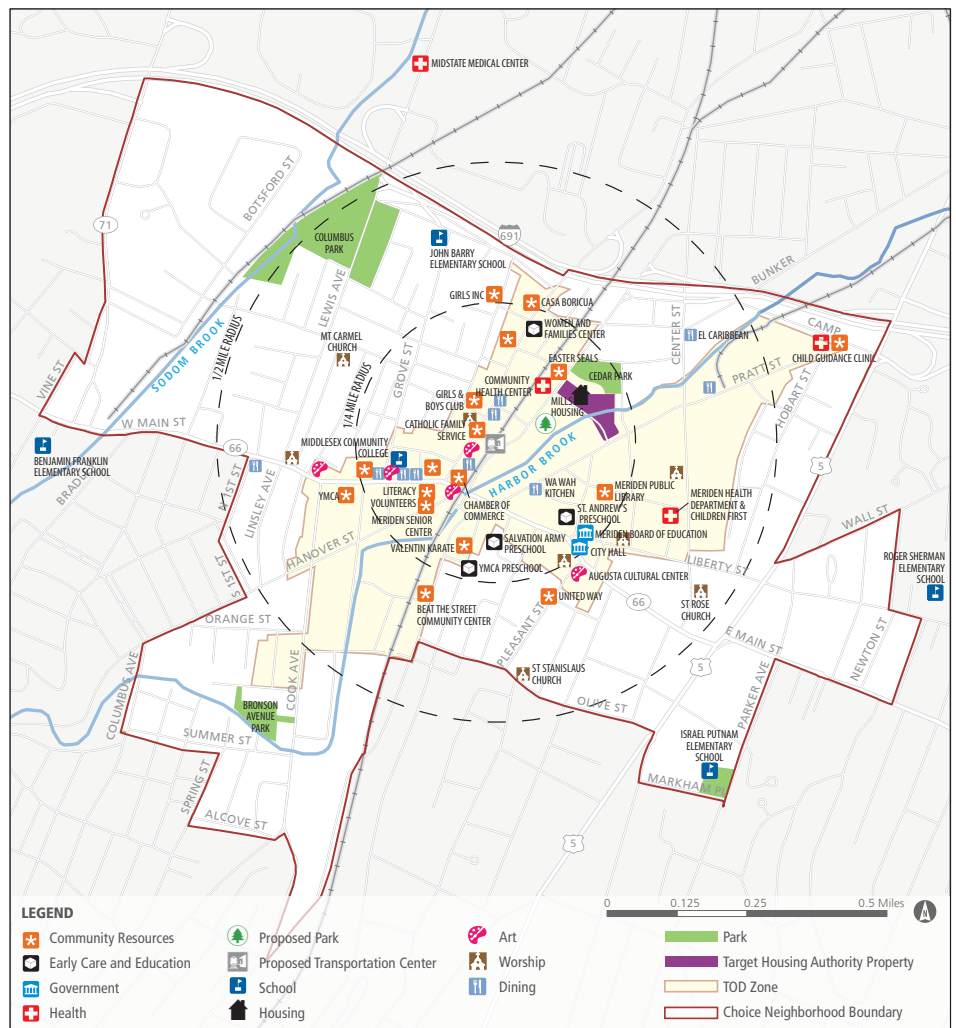 MIDSTATE MEDICAL CENTER
BOTSFORD ST
71
COLUMBUS
PARK
691
JOHN BARRY
ELEMENTARY SCHOOL
BUNKER
LEWIS AVE
GIRLS INC
CASA BORICUA
WOMEN AND
FAMILIES CENTER
CENTER ST
EL CARIBBEAN
CAMP
CHILD GUIDANCE CLINIC
1/2 MILE RADIUS
SODOM BROOK
VINE ST
MT CARMEL
CHURCH
GROVE ST
1/4 MILE RADIUS
EASTER SEALS
CEDAR PARK
COMMUNITY
HEALTH CENTER
MILLS
HOUSING
PRATT ST
HOBART ST
GIRLS &
BOYS CLUB
CATHOLIC FAMILY
SERVICE
W MAIN ST
66
MIDDLESEX COMMUNITY
COLLEGE
HARBOR BROOK
BENJAMIN FRANKLIN
ELEMENTARY SCHOOL
BRADLE
N 1ST ST
LINSLEY AVE
5
YMCA
LITERACY
VOLUNTEERS
MERIDEN SENIOR
CENTER
CHAMBER OF
COMMERCE
WA WAH
KITCHEN
MERIDEN PUBLIC
LIBRARY
MERIDEN HEALTH
DEPARTMENT &
CHILDREN FIRST
ST. ANDREW'S
PRESCHOOL
MERIDEN BOARD OF EDUCATION
WALL ST
HANOVER ST
VALENTIN KARATE
SALVATION ARMY
PRESCHOOL
CITY HALL
LIBERTY ST
ROGER SHERMAN
ELEMENTARY
SCHOOL
YMCA PRESCHOOL
AUGUSTA CULTURAL CENTER
S 1ST ST
BEAT THE STREET
COMMUNITY CENTER
UNITED WAY
66
ST ROSE
CHURCH
ORANGE ST
PLEASANT ST
E MAIN ST
NEWTON ST
5
ST STANISLAUS
CHURCH
COLUMBUS AVE
COOK AVE
BRONSON
AVENUE
PARK
OLIVE ST
PARKER AVE
SUMMER ST
ISRAEL PUTNAM
ELEMENTARY
SCHOOL
SPRING ST
MARKHAM PL
ALCOVE ST
5
LEGEND
0 0.125 0.25 0.5 Miles
Community Resources
Early Care and Education
Government
Health
Proposed Park
Proposed Transportation Center
School
Housing
Art
Worship
Dining
Park
Target Housing Authority Property
TOD Zone
Choice Neighborhood Boundary